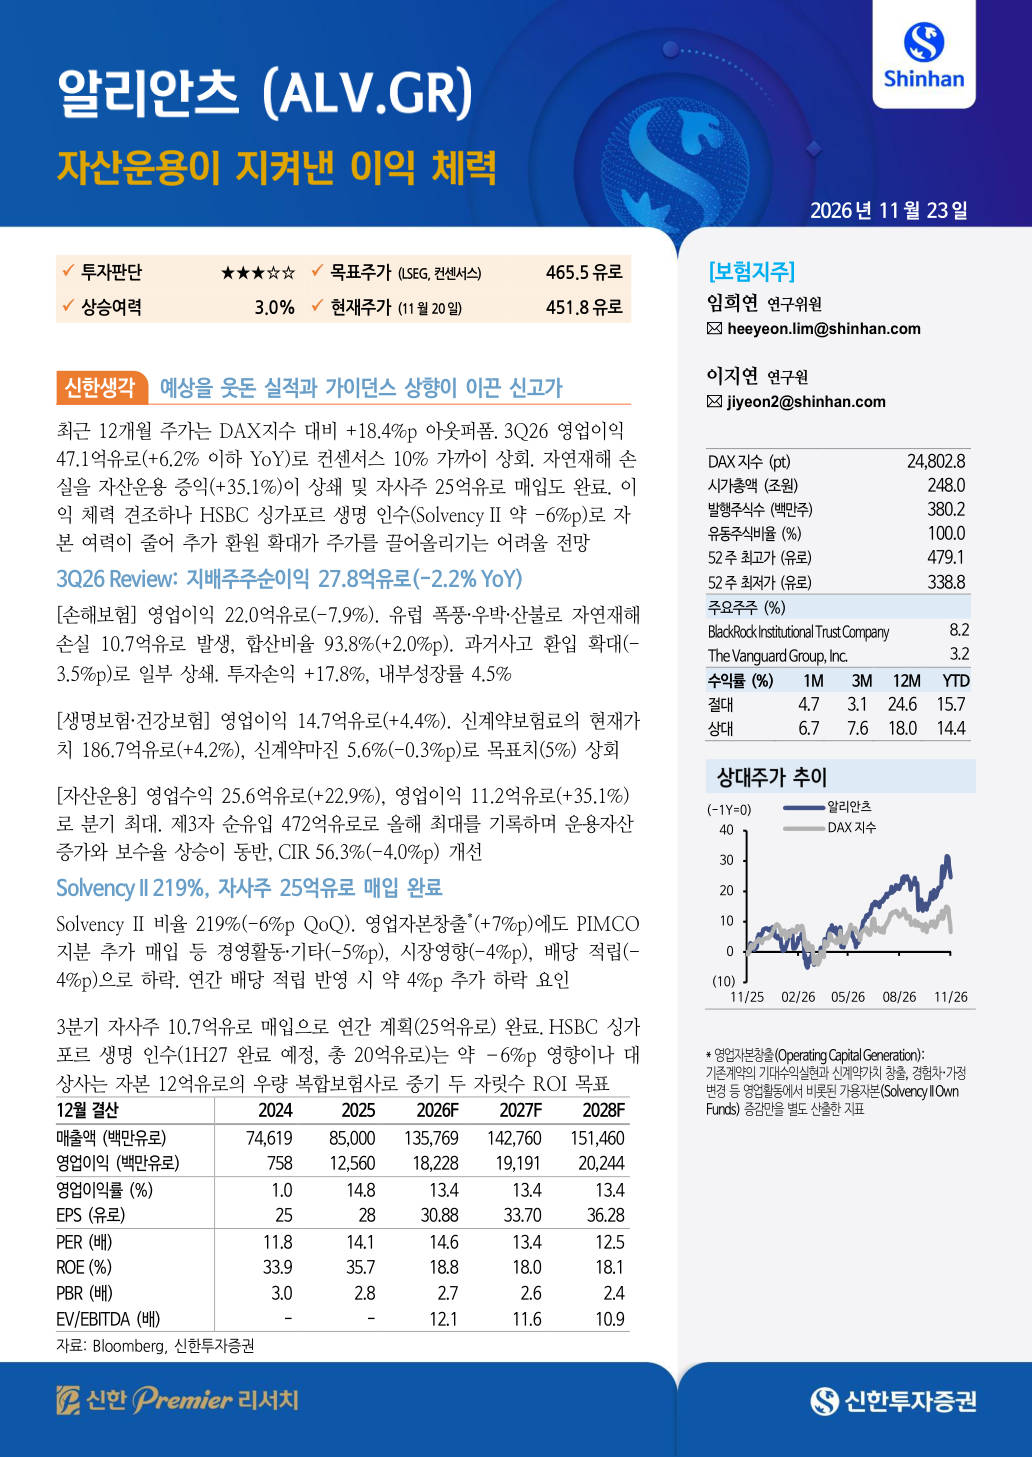 Shinhan
알리안츠 (ALV.GR)
자산운용이 지켜낸 이익 체력
2026년 11월 23일
✓ 투자판단 ★★★☆☆ ✓ 목표주가 (LSEG, 컨센서스) 465.5 유로
✓ 상승여력 3.0% ✓ 현재주가 (11월 20일) 451.8 유로
신한생각 예상을 웃돈 실적과 가이던스 상향이 이끈 신고가
최근 12개월 주가는 DAX지수 대비 +18.4%p 아웃퍼폼. 3Q26 영업이익
47.1억유로(+6.2% 이하 YoY)로 컨센서스 10% 가까이 상회. 자연재해 손
실을 자산운용 증익(+35.1%)이 상쇄 및 자사주 25억유로 매입도 완료. 이
익 체력 견조하나 HSBC 싱가포르 생명 인수(Solvency II 약 -6%p)로 자
본 여력이 줄어 추가 환원 확대가 주가를 끌어올리기는 어려울 전망
3Q26 Review: 지배주주순이익 27.8억유로(-2.2% YoY)
[손해보험] 영업이익 22.0억유로(-7.9%). 유럽 폭풍·우박·산불로 자연재해
손실 10.7억유로 발생, 합산비율 93.8%(+2.0%p). 과거사고 환입 확대(-
3.5%p)로 일부 상쇄. 투자손익 +17.8%, 내부성장률 4.5%
[생명보험·건강보험] 영업이익 14.7억유로(+4.4%). 신계약보험료의 현재가
치 186.7억유로(+4.2%), 신계약마진 5.6%(-0.3%p)로 목표치(5%) 상회
[자산운용] 영업수익 25.6억유로(+22.9%), 영업이익 11.2억유로(+35.1%)
로 분기 최대. 제3자 순유입 472억유로로 올해 최대를 기록하며 운용자산
증가와 보수율 상승이 동반, CIR 56.3%(-4.0%p) 개선
Solvency II 219%, 자사주 25억유로 매입 완료
Solvency II 비율 219%(-6%p QoQ). 영업자본창출*(+7%p)에도 PIMCO
지분 추가 매입 등 경영활동·기타(-5%p), 시장영향(-4%p), 배당 적립(-
4%p)으로 하락. 연간 배당 적립 반영 시 약 4%p 추가 하락 요인
3분기 자사주 10.7억유로 매입으로 연간 계획(25억유로) 완료. HSBC 싱가
포르 생명 인수(1H27 완료 예정, 총 20억유로)는 약 -6%p 영향이나 대
상사는 자본 12억유로의 우량 복합보험사로 중기 두 자릿수 ROI 목표
12월 결산 2024 2025 2026F 2027F 2028F
매출액 (백만유로) 74,619 85,000 135,769 142,760 151,460
영업이익 (백만유로) 758 12,560 18,228 19,191 20,244
영업이익률 (%) 1.0 14.8 13.4 13.4 13.4
EPS (유로) 25 28 30.88 33.70 36.28
PER (배) 11.8 14.1 14.6 13.4 12.5
ROE (%) 33.9 35.7 18.8 18.0 18.1
PBR (배) 3.0 2.8 2.7 2.6 2.4
EV/EBITDA (배) - - 12.1 11.6 10.9
자료: Bloomberg, 신한투자증권
[보험지주]
임희연 연구위원
heeyeon.lim@shinhan.com
이지연 연구원
jiyeon2@shinhan.com
DAX 지수 (pt) 24,802.8
시가총액 (조원) 248.0
발행주식수 (백만주) 380.2
유동주식비율 (%) 100.0
52주 최고가 (유로) 479.1
52주 최저가 (유로) 338.8
주요주주 (%)
BlackRock Institutional Trust Company 8.2
The Vanguard Group, Inc. 3.2
수익률 (%) 1M 3M 12M YTD
절대 4.7 3.1 24.6 15.7
상대 6.7 7.6 18.0 14.4
상대주가 추이
(-1Y=0)
알리안츠
DAX 지수
40
30
20
10
0
(10)
11/25 02/26 05/26 08/26 11/26
* 영업자본창출(Operating Capital Generation):
기존계약의 기대수익실현과 신계약가치 창출, 경험차·가정
변경 등 영업활동에서 비롯된 가용자본(Solvency II Own
Funds) 증감만을 별도 산출한 지표
신한 Premier 리서치
신한투자증권